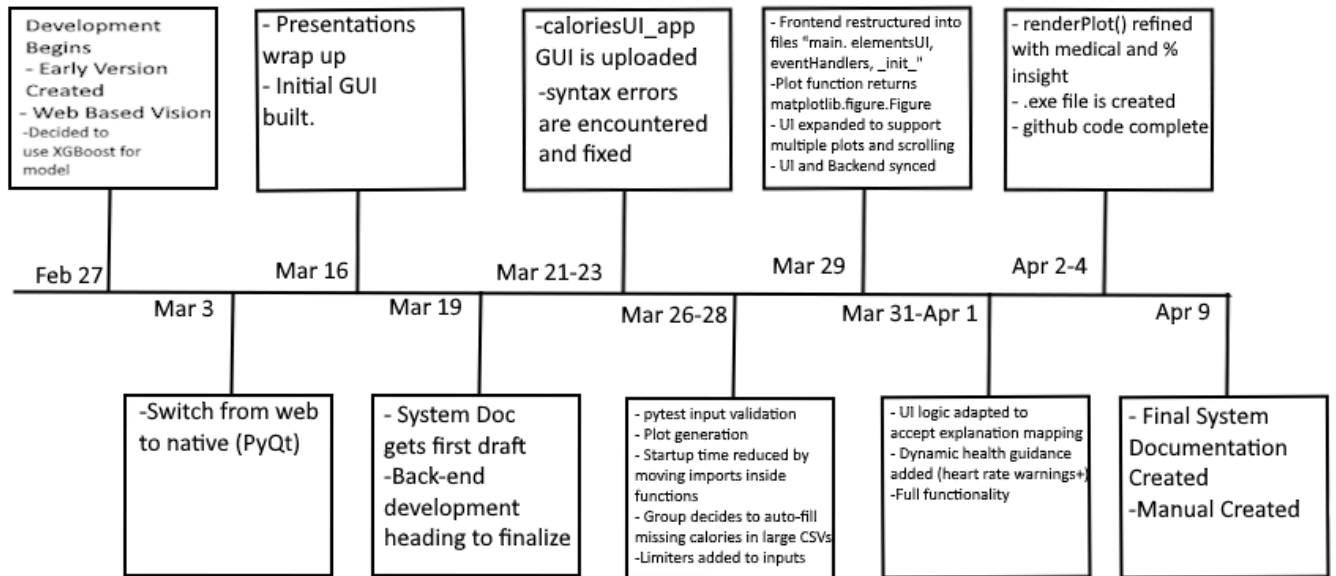 Development
Begins
- Early Version
Created
- Web Based Vision
-Decided to
use XGBoost for
model
- Presentations
wrap up
- Initial GUI
built.
-caloriesUI_app
GUI is uploaded
-syntax errors
are encountered
and fixed
- Frontend restructured into
files "main. elementsUI,
eventHandlers, _init_"
-Plot function returns
matplotlib.figure.Figure
- UI expanded to support
multiple plots and scrolling
- UI and Backend synced
- renderPlot() refined
with medical and %
insight
- .exe file is created
- github code complete
Feb 27
Mar 16
Mar 21-23
Mar 29
Apr 2-4
Mar 3
Mar 19
Mar 26-28
Mar 31-Apr 1
Apr 9
-Switch from web
to native (PyQt)
- System Doc
gets first draft
-Back-end
development
heading to finalize
- pytest input validation
- Plot generation
- Startup time reduced by
moving imports inside
functions
- Group decides to auto-fill
missing calories in large CSVs
-Limiters added to inputs
- UI logic adapted to
accept explanation mapping
- Dynamic health guidance
added (heart rate warnings+)
-Full functionality
- Final System
Documentation
Created
-Manual Created